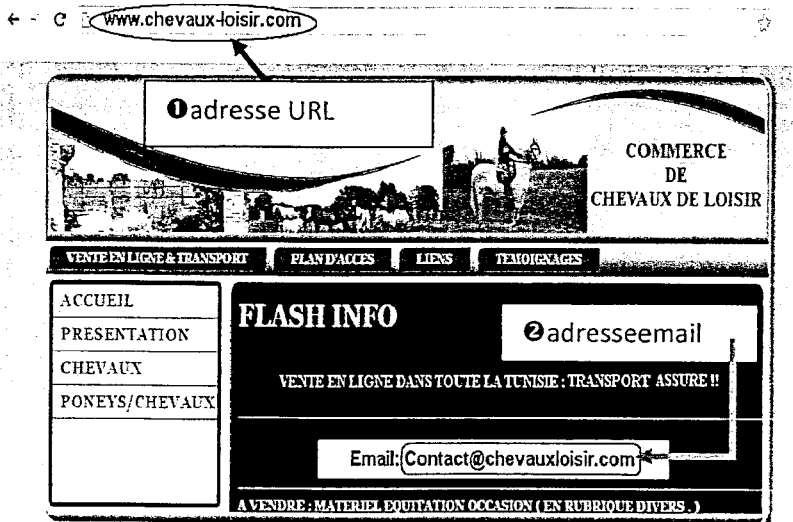 www.chevaux-loisir.com
❶adresse URL
COMMERCE
DE
CHEVAUX DE LOISIR
VENTE EN LIGNE & TRANSPORT PLAN D'ACCES LIENS TEMOIGNAGES
ACCUEIL
PRESENTATION
CHEVAUX
PONEYS/CHEVAUX
FLASH INFO
❷adresseemail
VENTE EN LIGNE DANS TOUTE LA TUNISIE : TRANSPORT ASSURE !!
Email: Contact@chevauxloisir.com
A VENDRE : MATERIEL EQUITATION OCCASION ( EN RUBRIQUE DIVERS . )